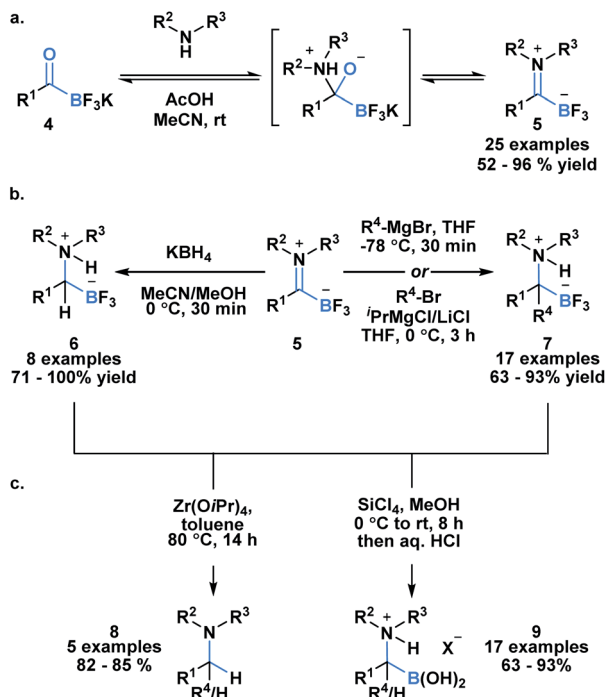 a.
R2
R3
N
H
O
R1
BF3K
4
AcOH
MeCN, rt
+
R3
R2
NH
O−
R1
BF3K
R2
+
R3
N
R1
−
BF3
5
25 examples
52 - 96 % yield
b.
R2
+
R3
N
H
R1
H
−
BF3
6
8 examples
71 - 100% yield
KBH4
MeCN/MeOH
0 °C, 30 min
R2
+
R3
N
R1
−
BF3
5
R4-MgBr, THF
-78 °C, 30 min
or
R4-Br
iPrMgCl/LiCl
THF, 0 °C, 3 h
R2
+
R3
N
H
R1
R4
−
BF3
7
17 examples
63 - 93% yield
c.
Zr(OiPr)4,
toluene
80 °C, 14 h
SiCl4, MeOH
0 °C to rt, 8 h
then aq. HCl
8
5 examples
82 - 85 %
R2
R3
N
R1
H
R4/H
R2
+
R3
N
H
X−
R1
B(OH)2
R4/H
9
17 examples
63 - 93%